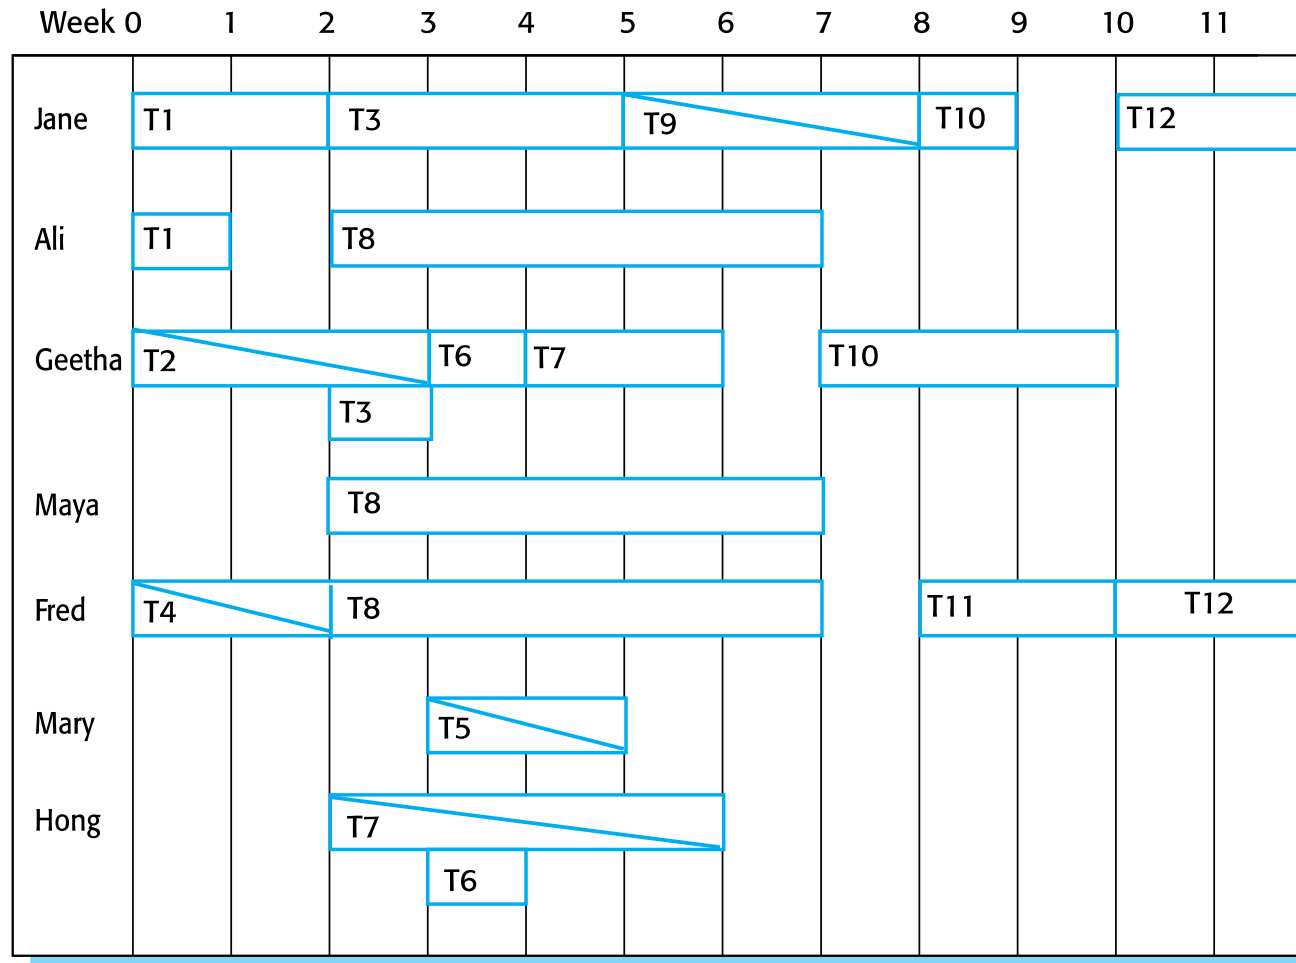 Week 0 1 2 3 4 5 6 7 8 9 10 11
Jane T1 T3 T9 T10 T12
Ali T1 T8
Geetha T2 T6 T7 T10
T3
Maya T8
Fred T4 T8 T11 T12
Mary T5
Hong T7
T6